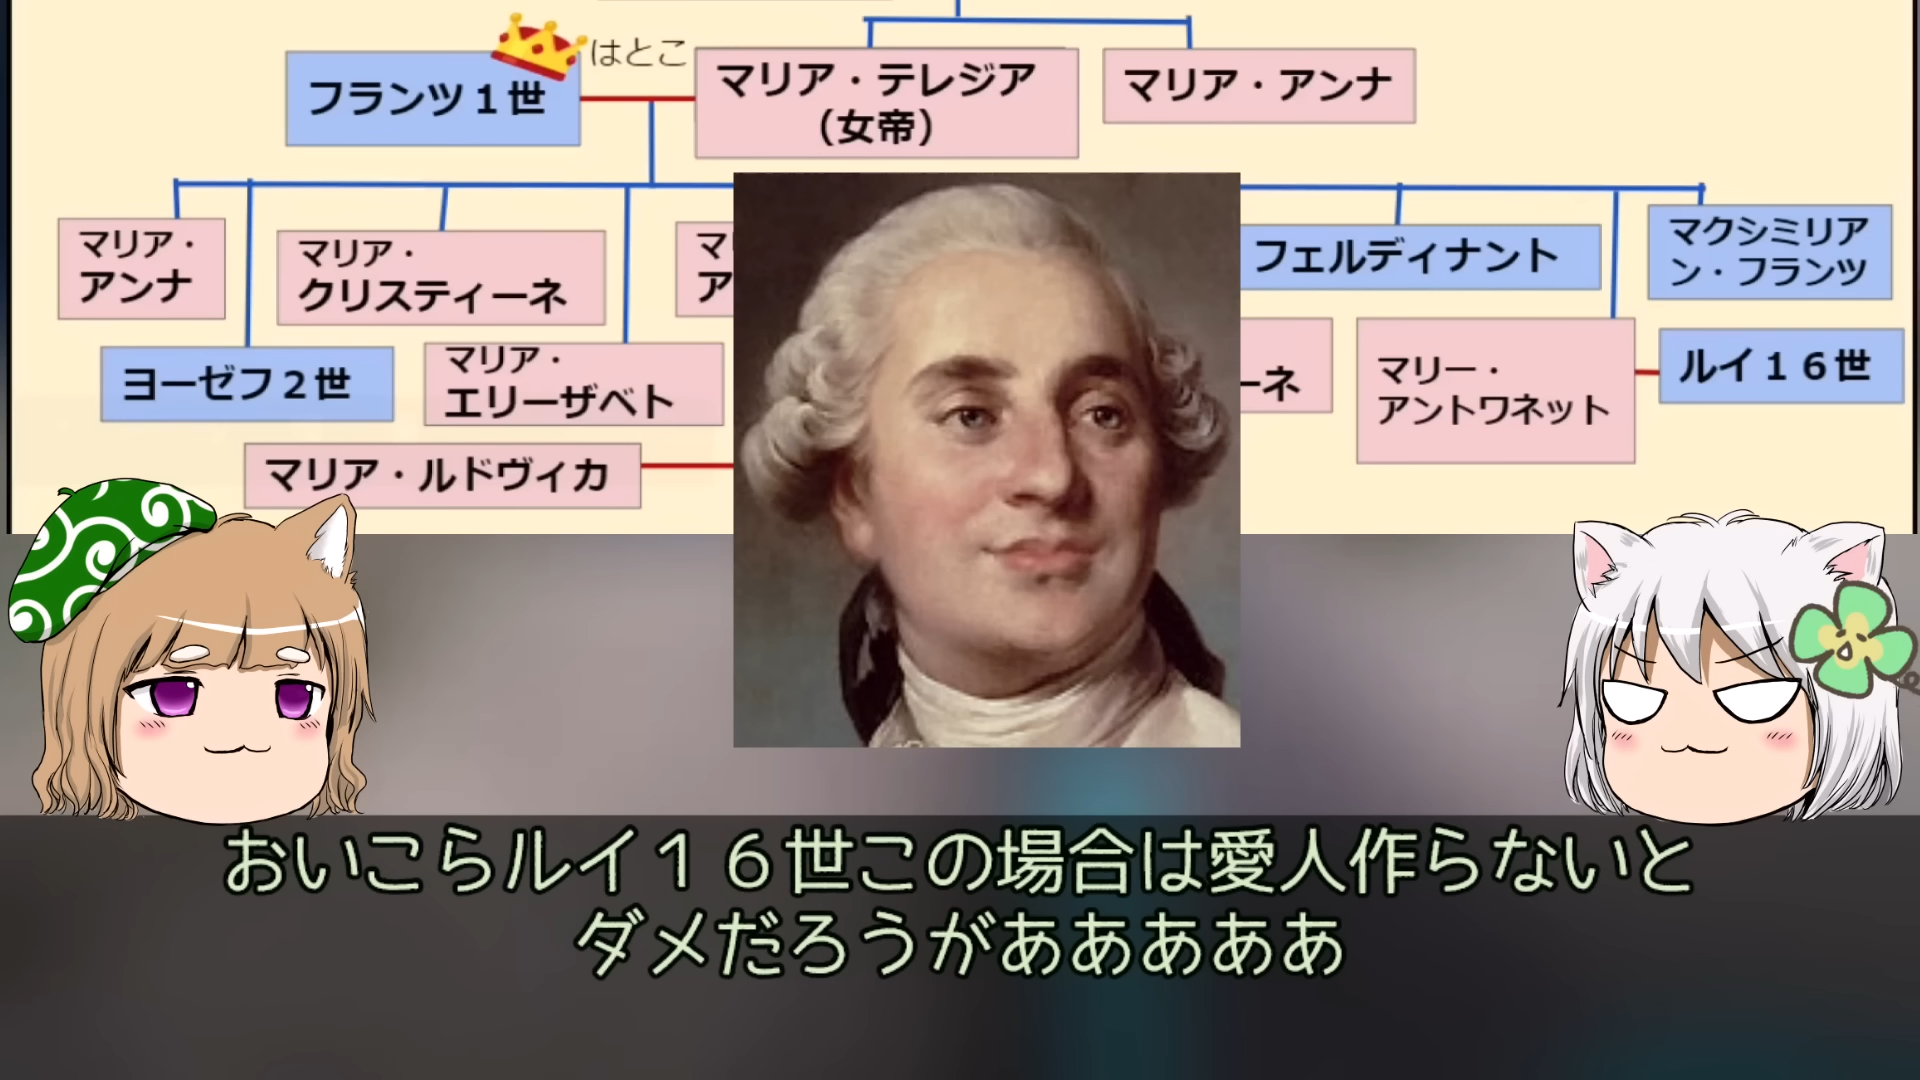 はとこ
フランツ１世
マリア・テレジア
（女帝）
マリア・アンナ
マリア・
アンナ
マリア・
クリスティーネ
マ
ア
フェルディナント
マクシミリア
ン・フランツ
ヨーゼフ２世
マリア・
エリーザベト
ーネ
マリー・
アントワネット
ルイ１６世
マリア・ルドヴィカ
おいこらルイ１６世この場合は愛人作らないと
ダメだろうがああああああ